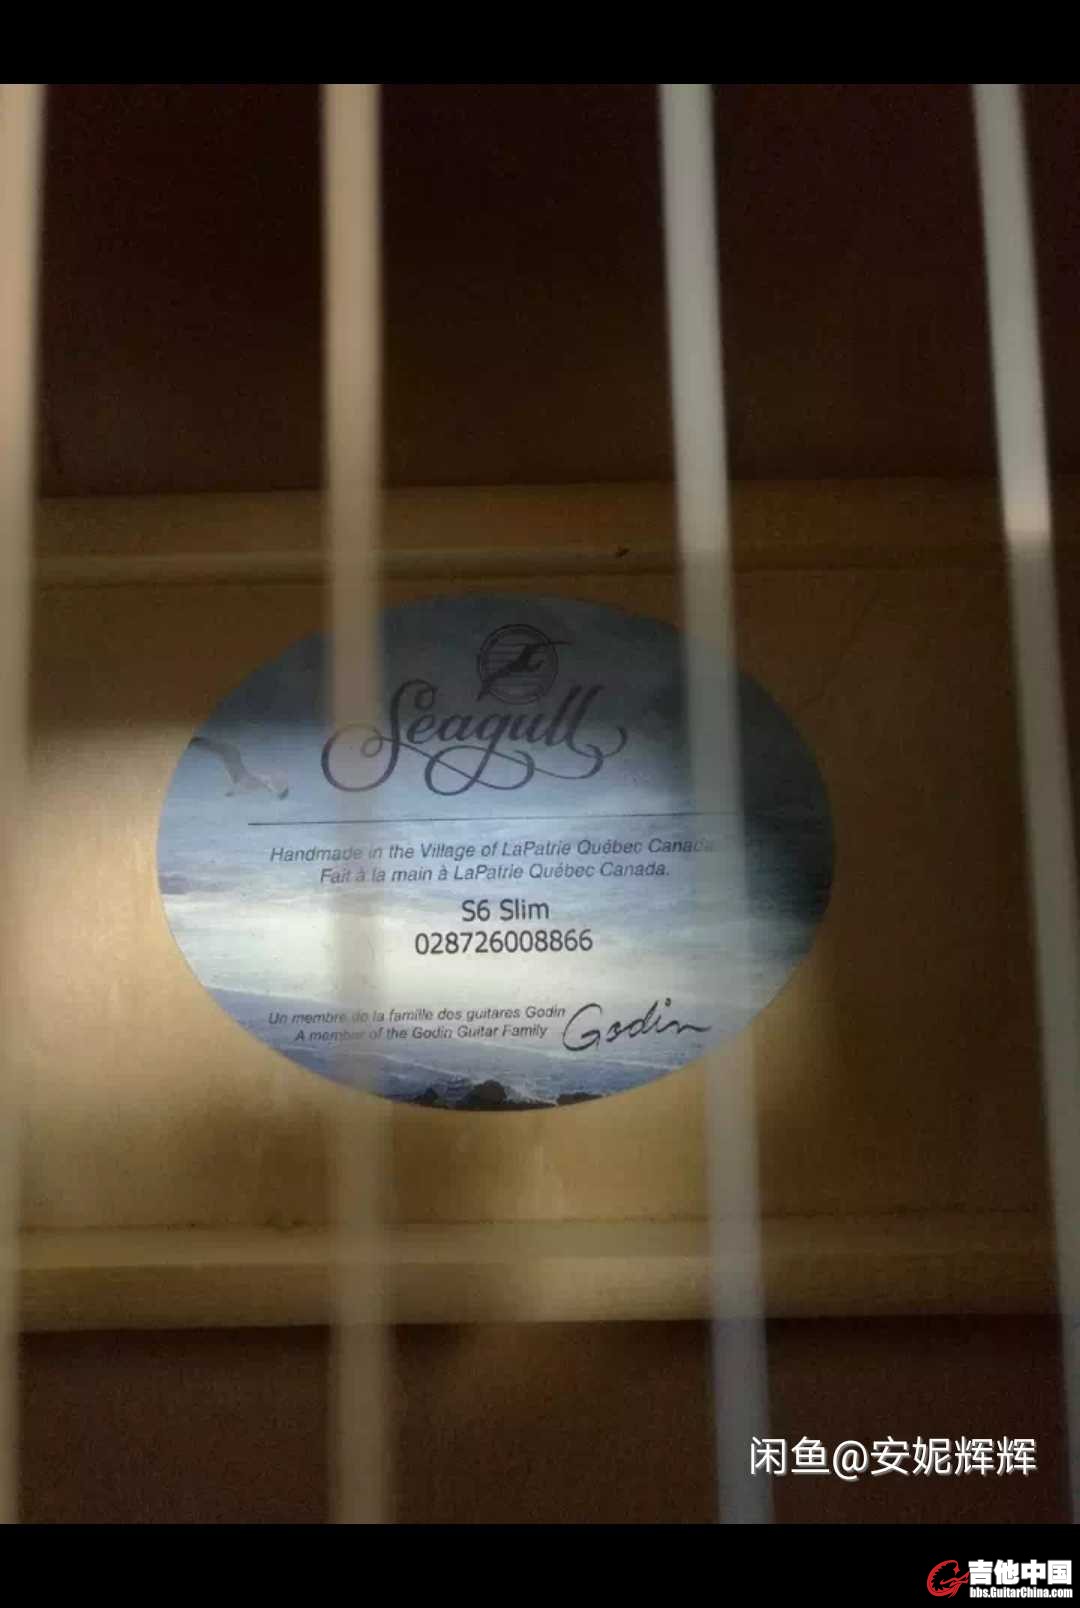 Seagull
Handmade in the Village of LaPatrie Québec Canada
Fait à la main à LaPatrie Québec Canada.
S6 Slim
028726008866
Un membre de la famille des guitares Godin
A member of the Godin Guitar Family
Godin
闲鱼@安妮辉辉
吉他中国
bbs.GuitarChina.com